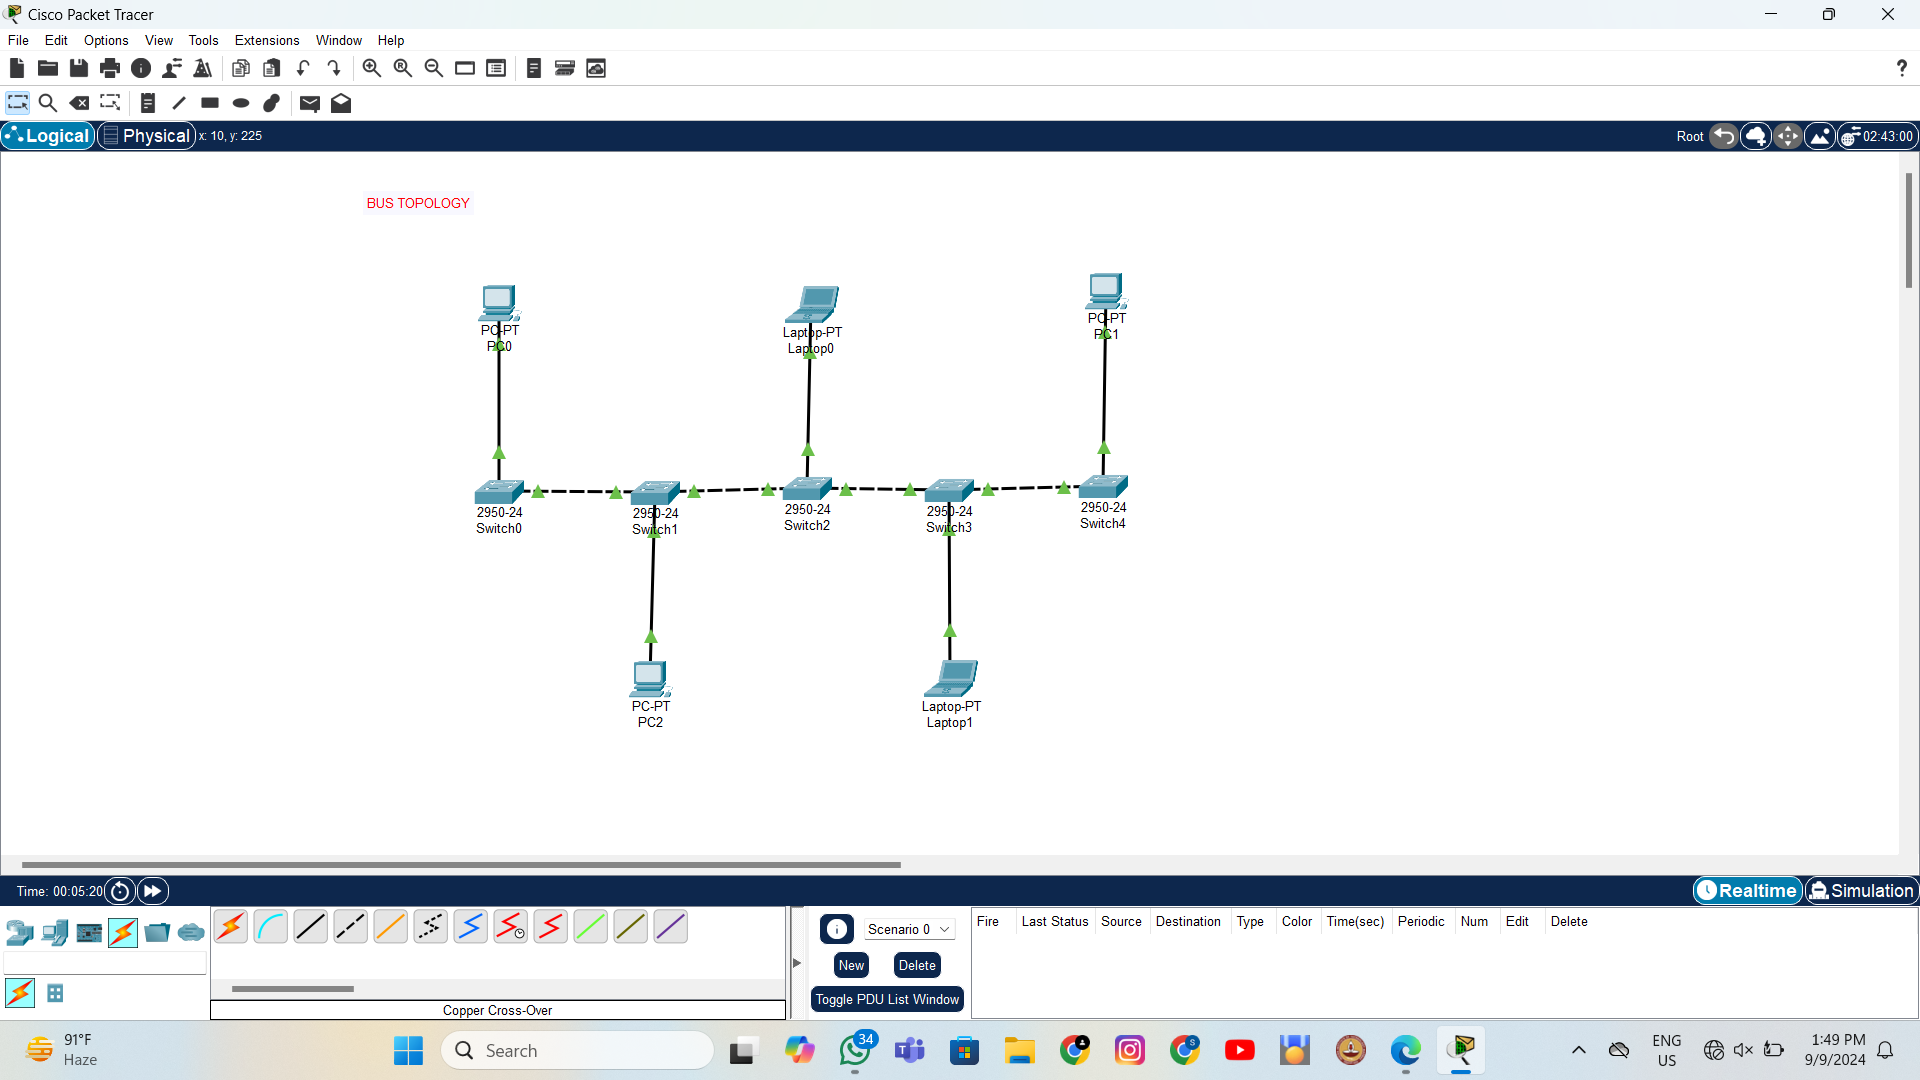 Cisco Packet Tracer
File Edit Options View Tools Extensions Window Help
?
Logical Physical x: 10, y: 225 Root 02:43:00
BUS TOPOLOGY
PC-PT
PC0
Laptop-PT
Laptop0
PC-PT
PC1
2950-24
Switch0
2950-24
Switch1
2950-24
Switch2
2950-24
Switch3
2950-24
Switch4
PC-PT
PC2
Laptop-PT
Laptop1
Time: 00:05:20 Realtime Simulation
Scenario 0
New Delete
Toggle PDU List Window
Fire Last Status Source Destination Type Color Time(sec) Periodic Num Edit Delete
Copper Cross-Over
91°F
Haze
Search
34
S
ENG
US
1:49 PM
9/9/2024